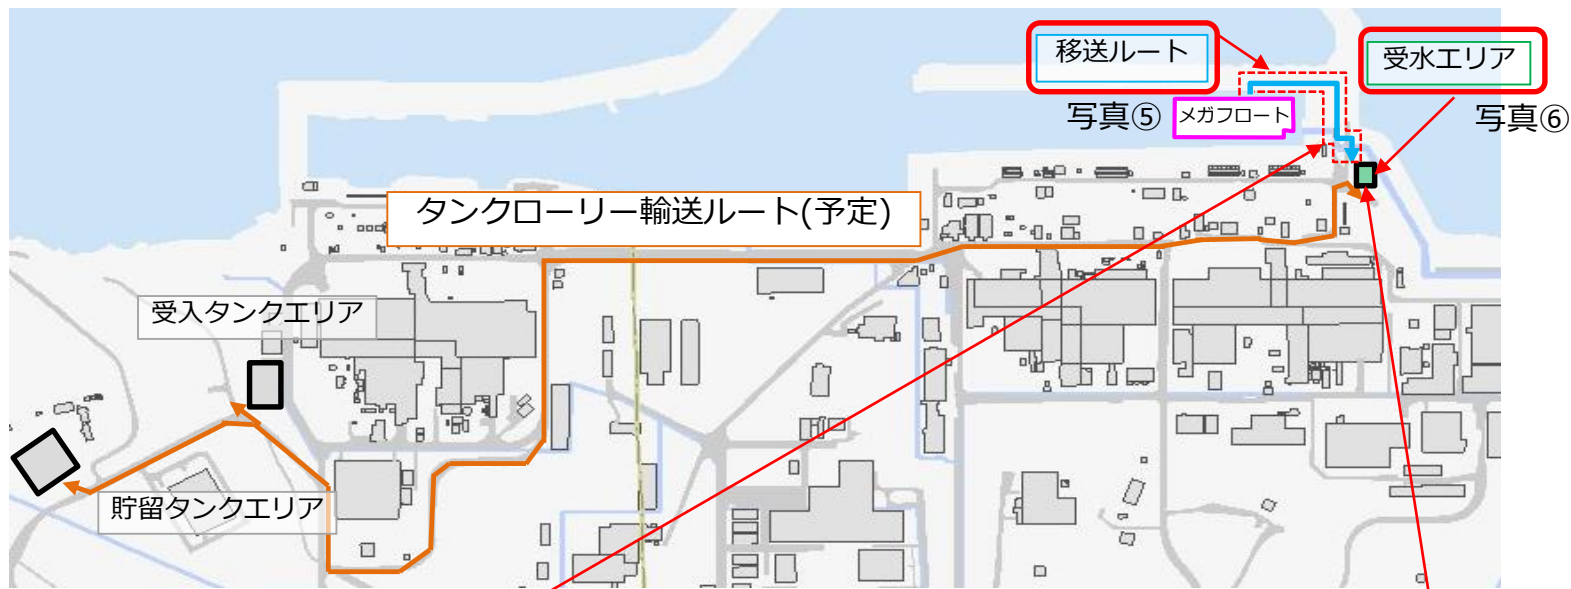 移送ルート
受水エリア
写真⑤
メガフロート
写真⑥
タンクローリー輸送ルート(予定)
受入タンクエリア
貯留タンクエリア